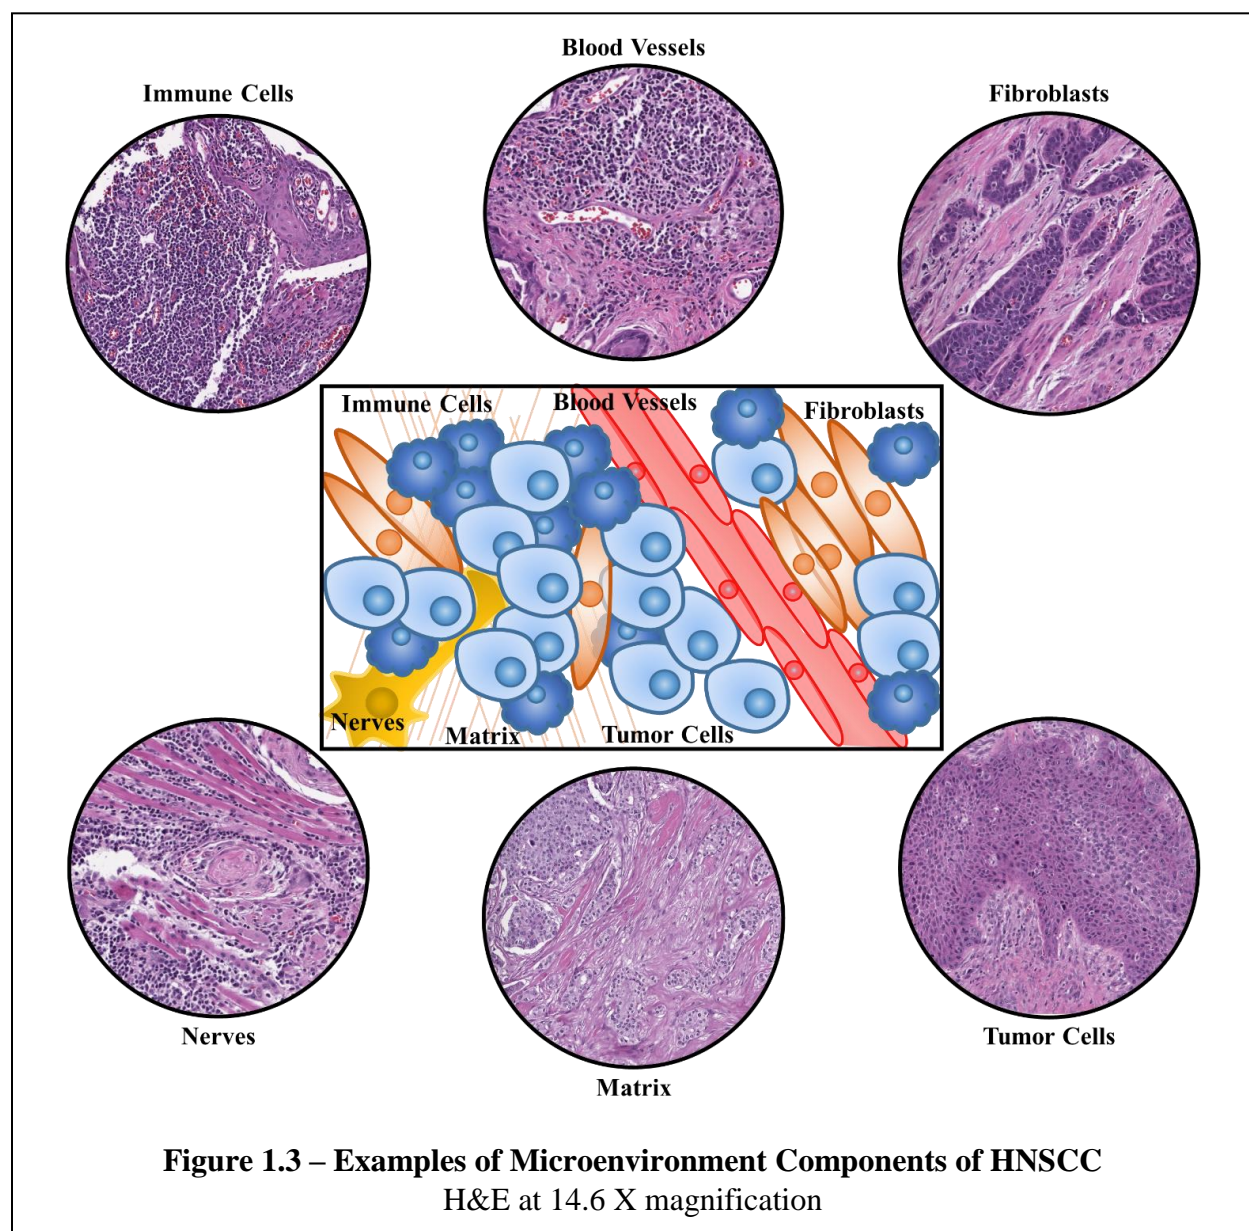 Blood Vessels
Immune Cells
Fibroblasts
Immune Cells
Blood Vessels
Fibroblasts
Nerves
Matrix
Tumor Cells
Nerves
Tumor Cells
Matrix
Figure 1.3 – Examples of Microenvironment Components of HNSCC
H&E at 14.6 X magnification